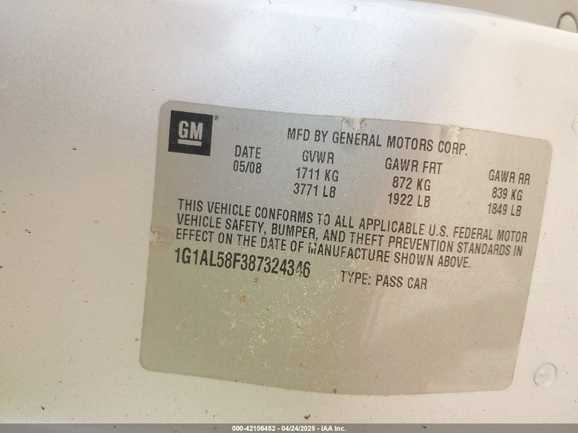 GM
MFD BY GENERAL MOTORS CORP.
DATE GVWR GAWR FRT GAWR RR
05/08 1711 KG 872 KG 839 KG
3771 LB 1922 LB 1849 LB
THIS VEHICLE CONFORMS TO ALL APPLICABLE U.S. FEDERAL MOTOR
VEHICLE SAFETY, BUMPER, AND THEFT PREVENTION STANDARDS IN
EFFECT ON THE DATE OF MANUFACTURE SHOWN ABOVE.
1G1AL58F387324346 TYPE: PASS CAR
000-42106452 - 04/24/2025 - IAA Inc.